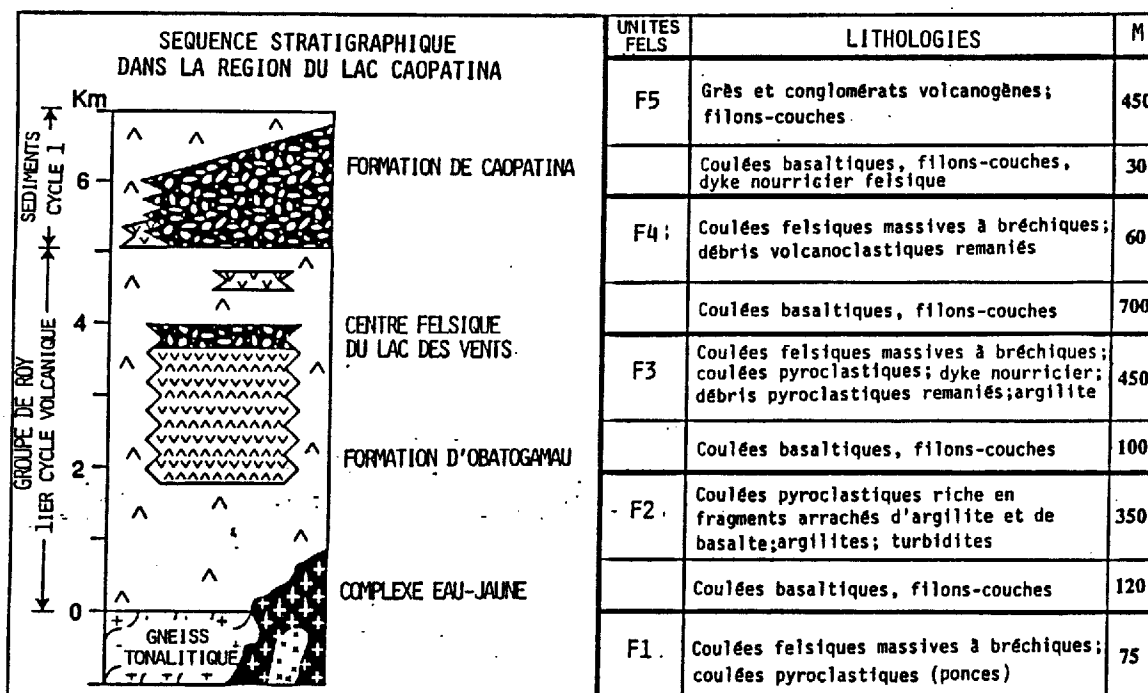 SEQUENCE STRATIGRAPHIQUE
DANS LA REGION DU LAC CAOPATINA
Km
6
4
2
0
SEDIMENTS
CYCLE 1
GROUPE DE ROY
1IER CYCLE VOLCANIQUE
FORMATION DE CAOPATINA
CENTRE FELSIQUE
DU LAC DES VENTS
FORMATION D'OBATOGAMAU
COMPLEXE EAU-JAUNE
GNEISS
TONALITIQUE
UNITES
FELS
LITHOLOGIES
M
F5
Grès et conglomérats volcanogènes;
filons-couches
450
Coulées basaltiques, filons-couches,
dyke nourricier felsique
30
F4
Coulées felsiques massives à bréchiques;
débris volcanoclastiques remaniés
60
Coulées basaltiques, filons-couches
700
F3
Coulées felsiques massives à bréchiques;
coulées pyroclastiques; dyke nourricier;
débris pyroclastiques remaniés;argilite
450
Coulées basaltiques, filons-couches
100
F2
Coulées pyroclastiques riche en
fragments arrachés d'argilite et de
basalte;argilites; turbidites
350
Coulées basaltiques, filons-couches
120
F1
Coulées felsiques massives à bréchiques;
coulées pyroclastiques (ponces)
75